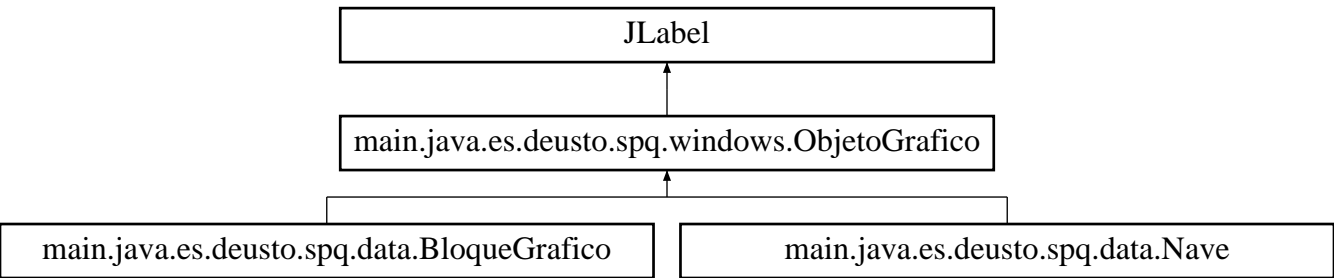 JLabel
main.java.es.deusto.spq.windows.ObjetoGrafico
main.java.es.deusto.spq.data.BloqueGrafico
main.java.es.deusto.spq.data.Nave